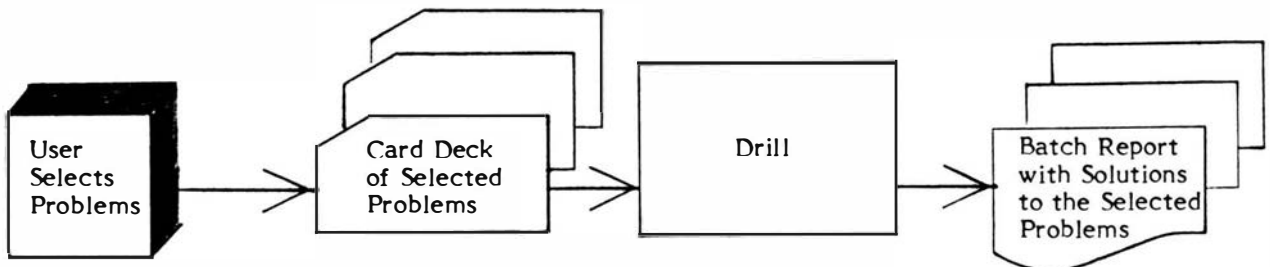 User
Selects
Problems
Card Deck
of Selected
Problems
Drill
Batch Report
with Solutions
to the Selected
Problems